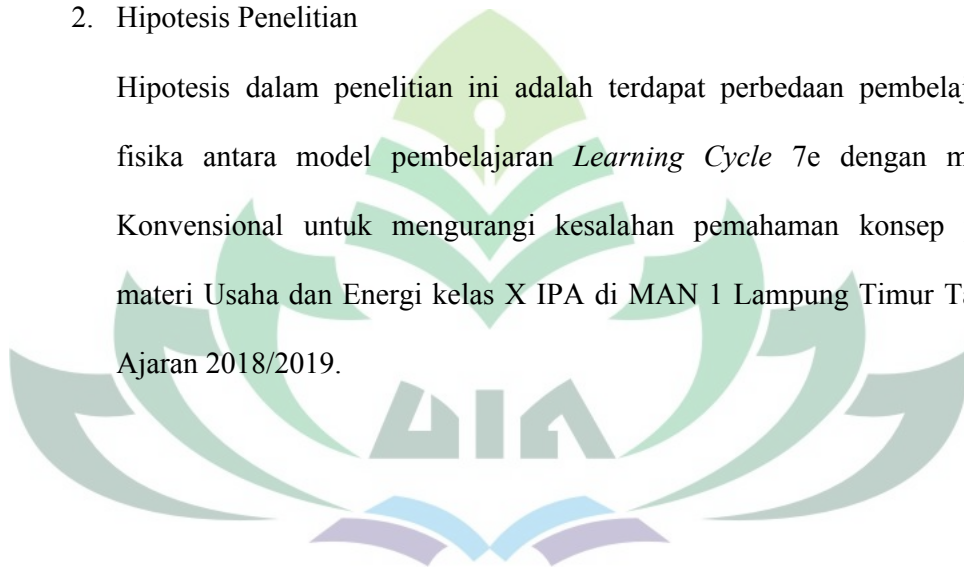 2. Hipotesis Penelitian
Hipotesis dalam penelitian ini adalah terdapat perbedaan
fisika antara model pembelajaran Learning Cycle 7e dengan
Konvensional untuk mengurangi kesalahan pemahaman konsep
materi Usaha dan Energi kelas X IPA di MAN 1 Lampung Timur
Ajaran 2018/2019.
UIA